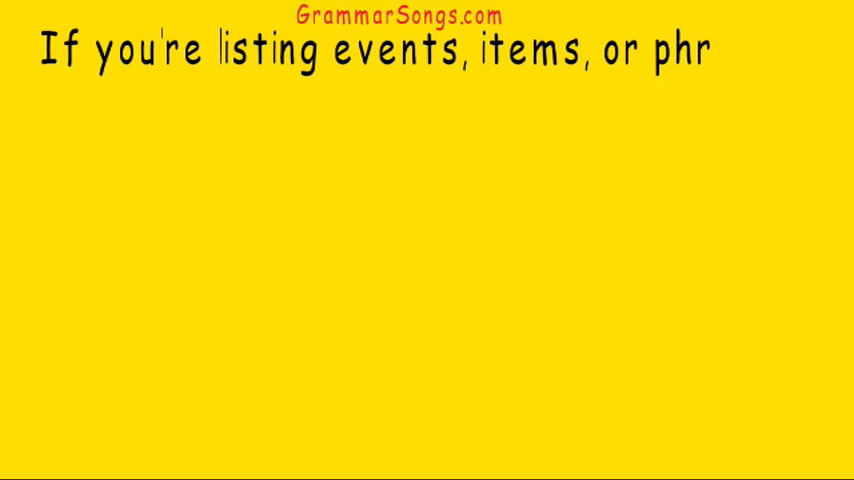 GrammarSongs.com
If you're listing events, items, or phr